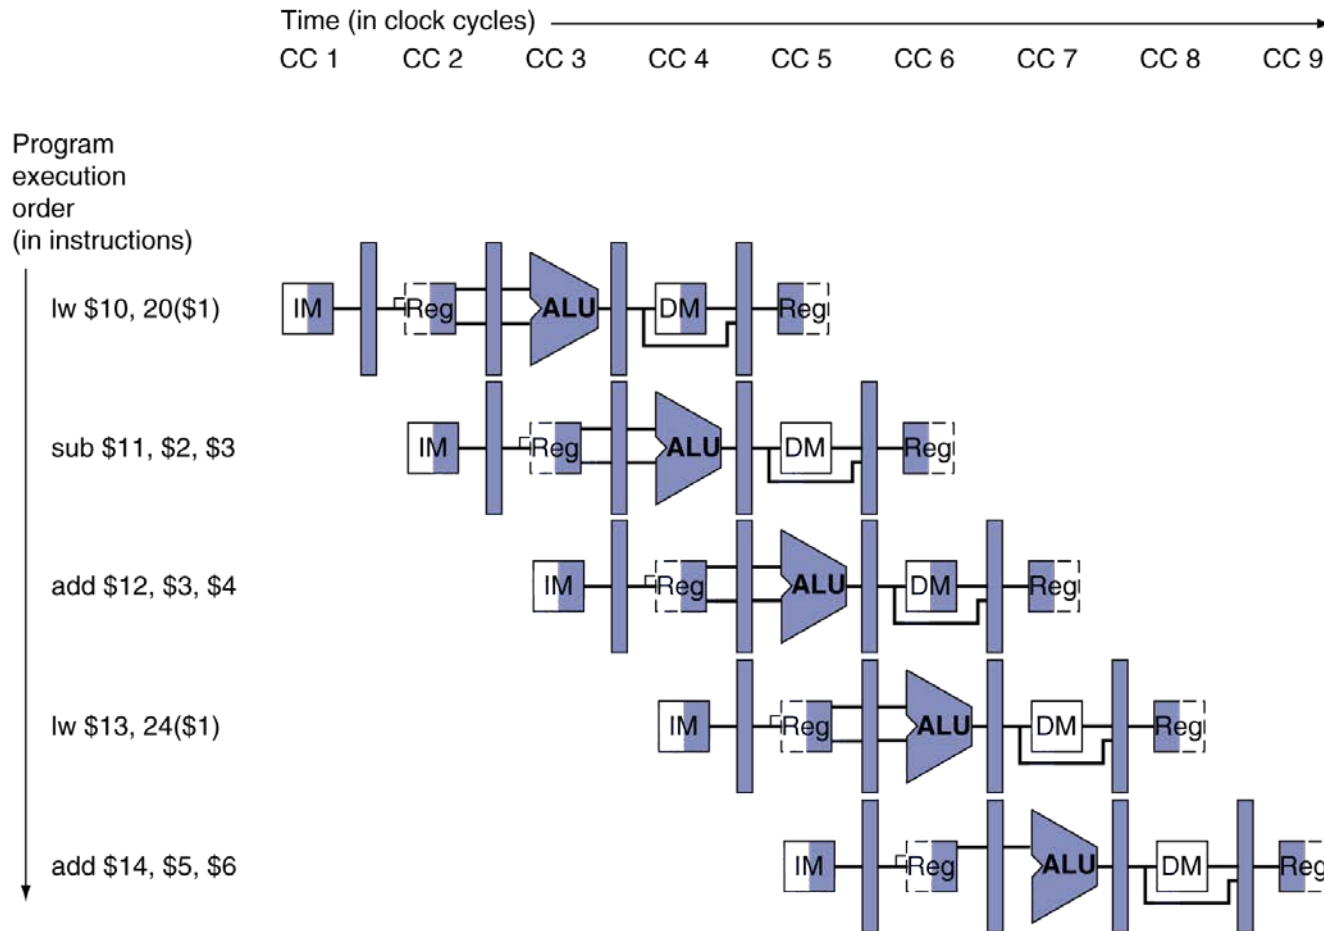 Time (in clock cycles)
CC 1 CC 2 CC 3 CC 4 CC 5 CC 6 CC 7 CC 8 CC 9
Program
execution
order
(in instructions)
lw $10, 20($1) IM Reg ALU DM Reg
sub $11, $2, $3 IM Reg ALU DM Reg
add $12, $3, $4 IM Reg ALU DM Reg
lw $13, 24($1) IM Reg ALU DM Reg
add $14, $5, $6 IM Reg ALU DM Reg